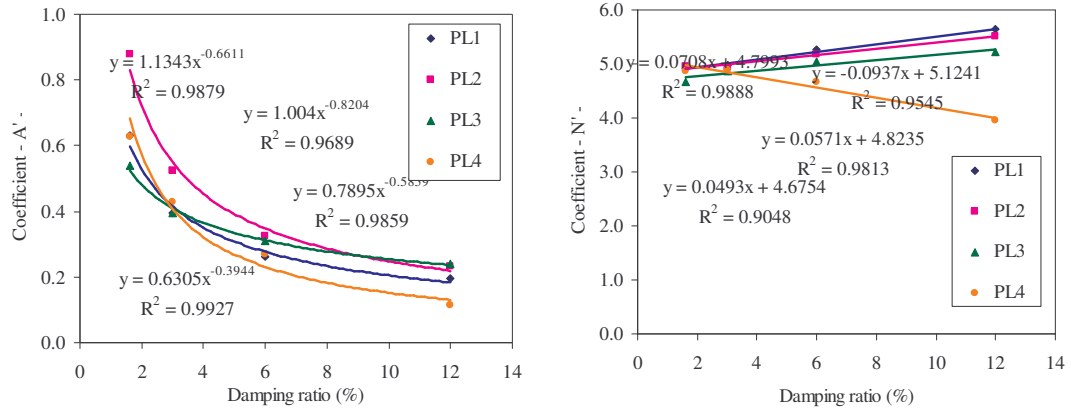 1.0
0.8
0.6
0.4
0.2
0.0
Coefficient - A' -
0 2 4 6 8 10 12 14
Damping ratio (%)
y = 1.1343x^-0.6611
R^2 = 0.9879
y = 1.004x^-0.8204
R^2 = 0.9689
y = 0.7895x^-0.5859
R^2 = 0.9859
y = 0.6305x^-0.3944
R^2 = 0.9927
PL1
PL2
PL3
PL4
6.0
5.0
4.0
3.0
2.0
1.0
0.0
Coefficient - N' -
0 2 4 6 8 10 12 14
Damping ratio (%)
y = 0.0708x + 4.7993
R^2 = 0.9888
y = -0.0937x + 5.1241
R^2 = 0.9545
y = 0.0571x + 4.8235
R^2 = 0.9813
y = 0.0493x + 4.6754
R^2 = 0.9048
PL1
PL2
PL3
PL4